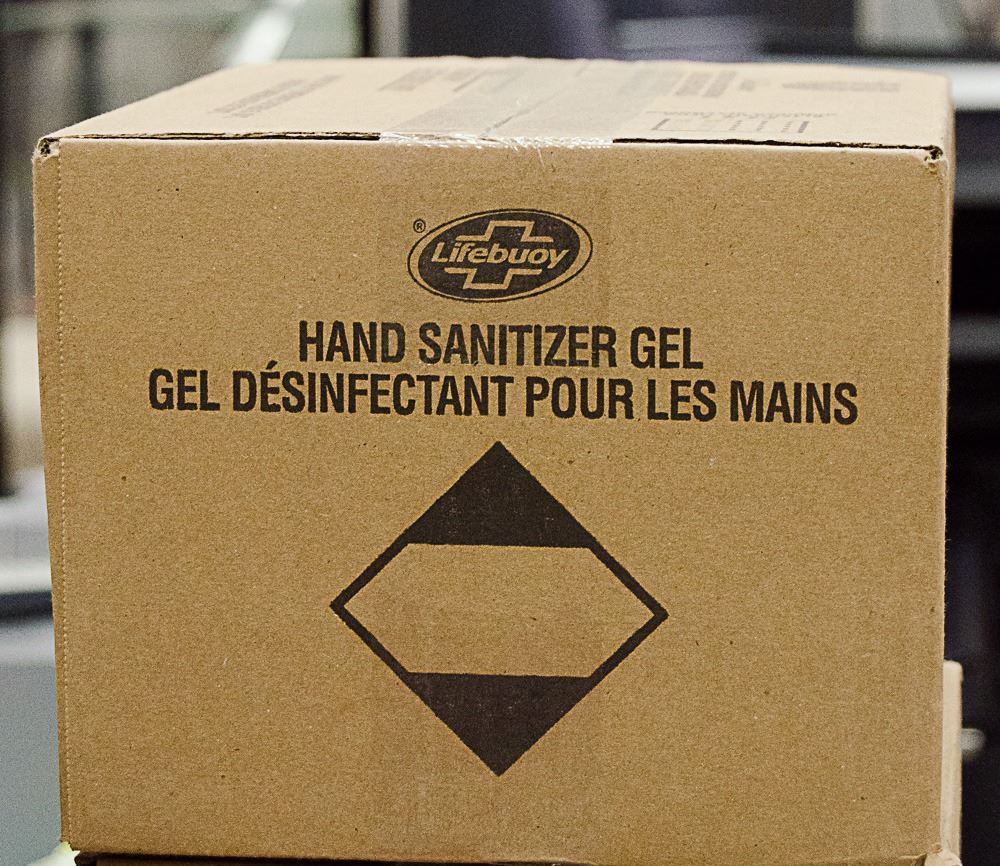 Lifebuoy ®
HAND SANITIZER GEL
GEL DÉSINFECTANT POUR LES MAINS